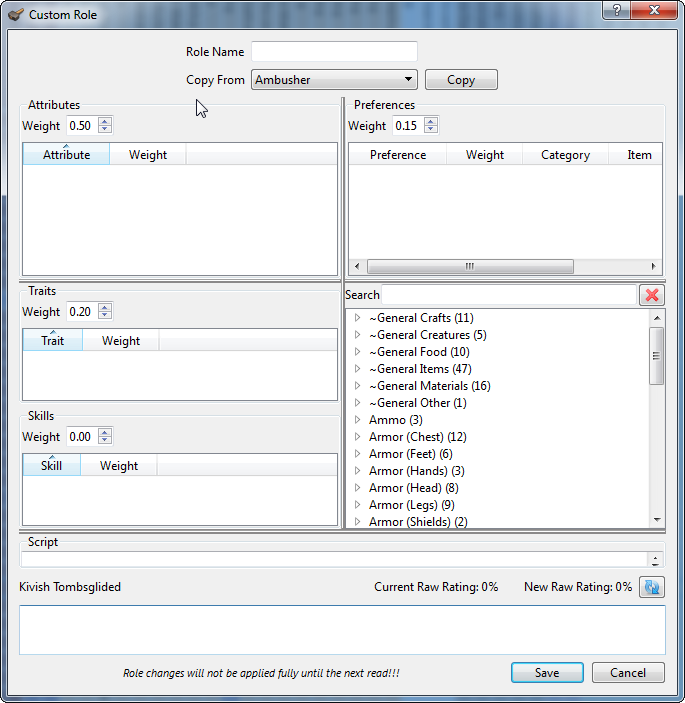 Custom Role
Role Name
Copy From Ambusher Copy
Attributes
Weight 0.50
Attribute Weight
Preferences
Weight 0.15
Preference Weight Category Item
Traits
Weight 0.20
Trait Weight
Skills
Weight 0.00
Skill Weight
Search
~General Crafts (11)
~General Creatures (5)
~General Food (10)
~General Items (47)
~General Materials (16)
~General Other (1)
Ammo (3)
Armor (Chest) (12)
Armor (Feet) (6)
Armor (Hands) (3)
Armor (Head) (8)
Armor (Legs) (9)
Armor (Shields) (2)
Script
Kivish Tombsglided Current Raw Rating: 0% New Raw Rating: 0%
Role changes will not be applied fully until the next read!!! Save Cancel